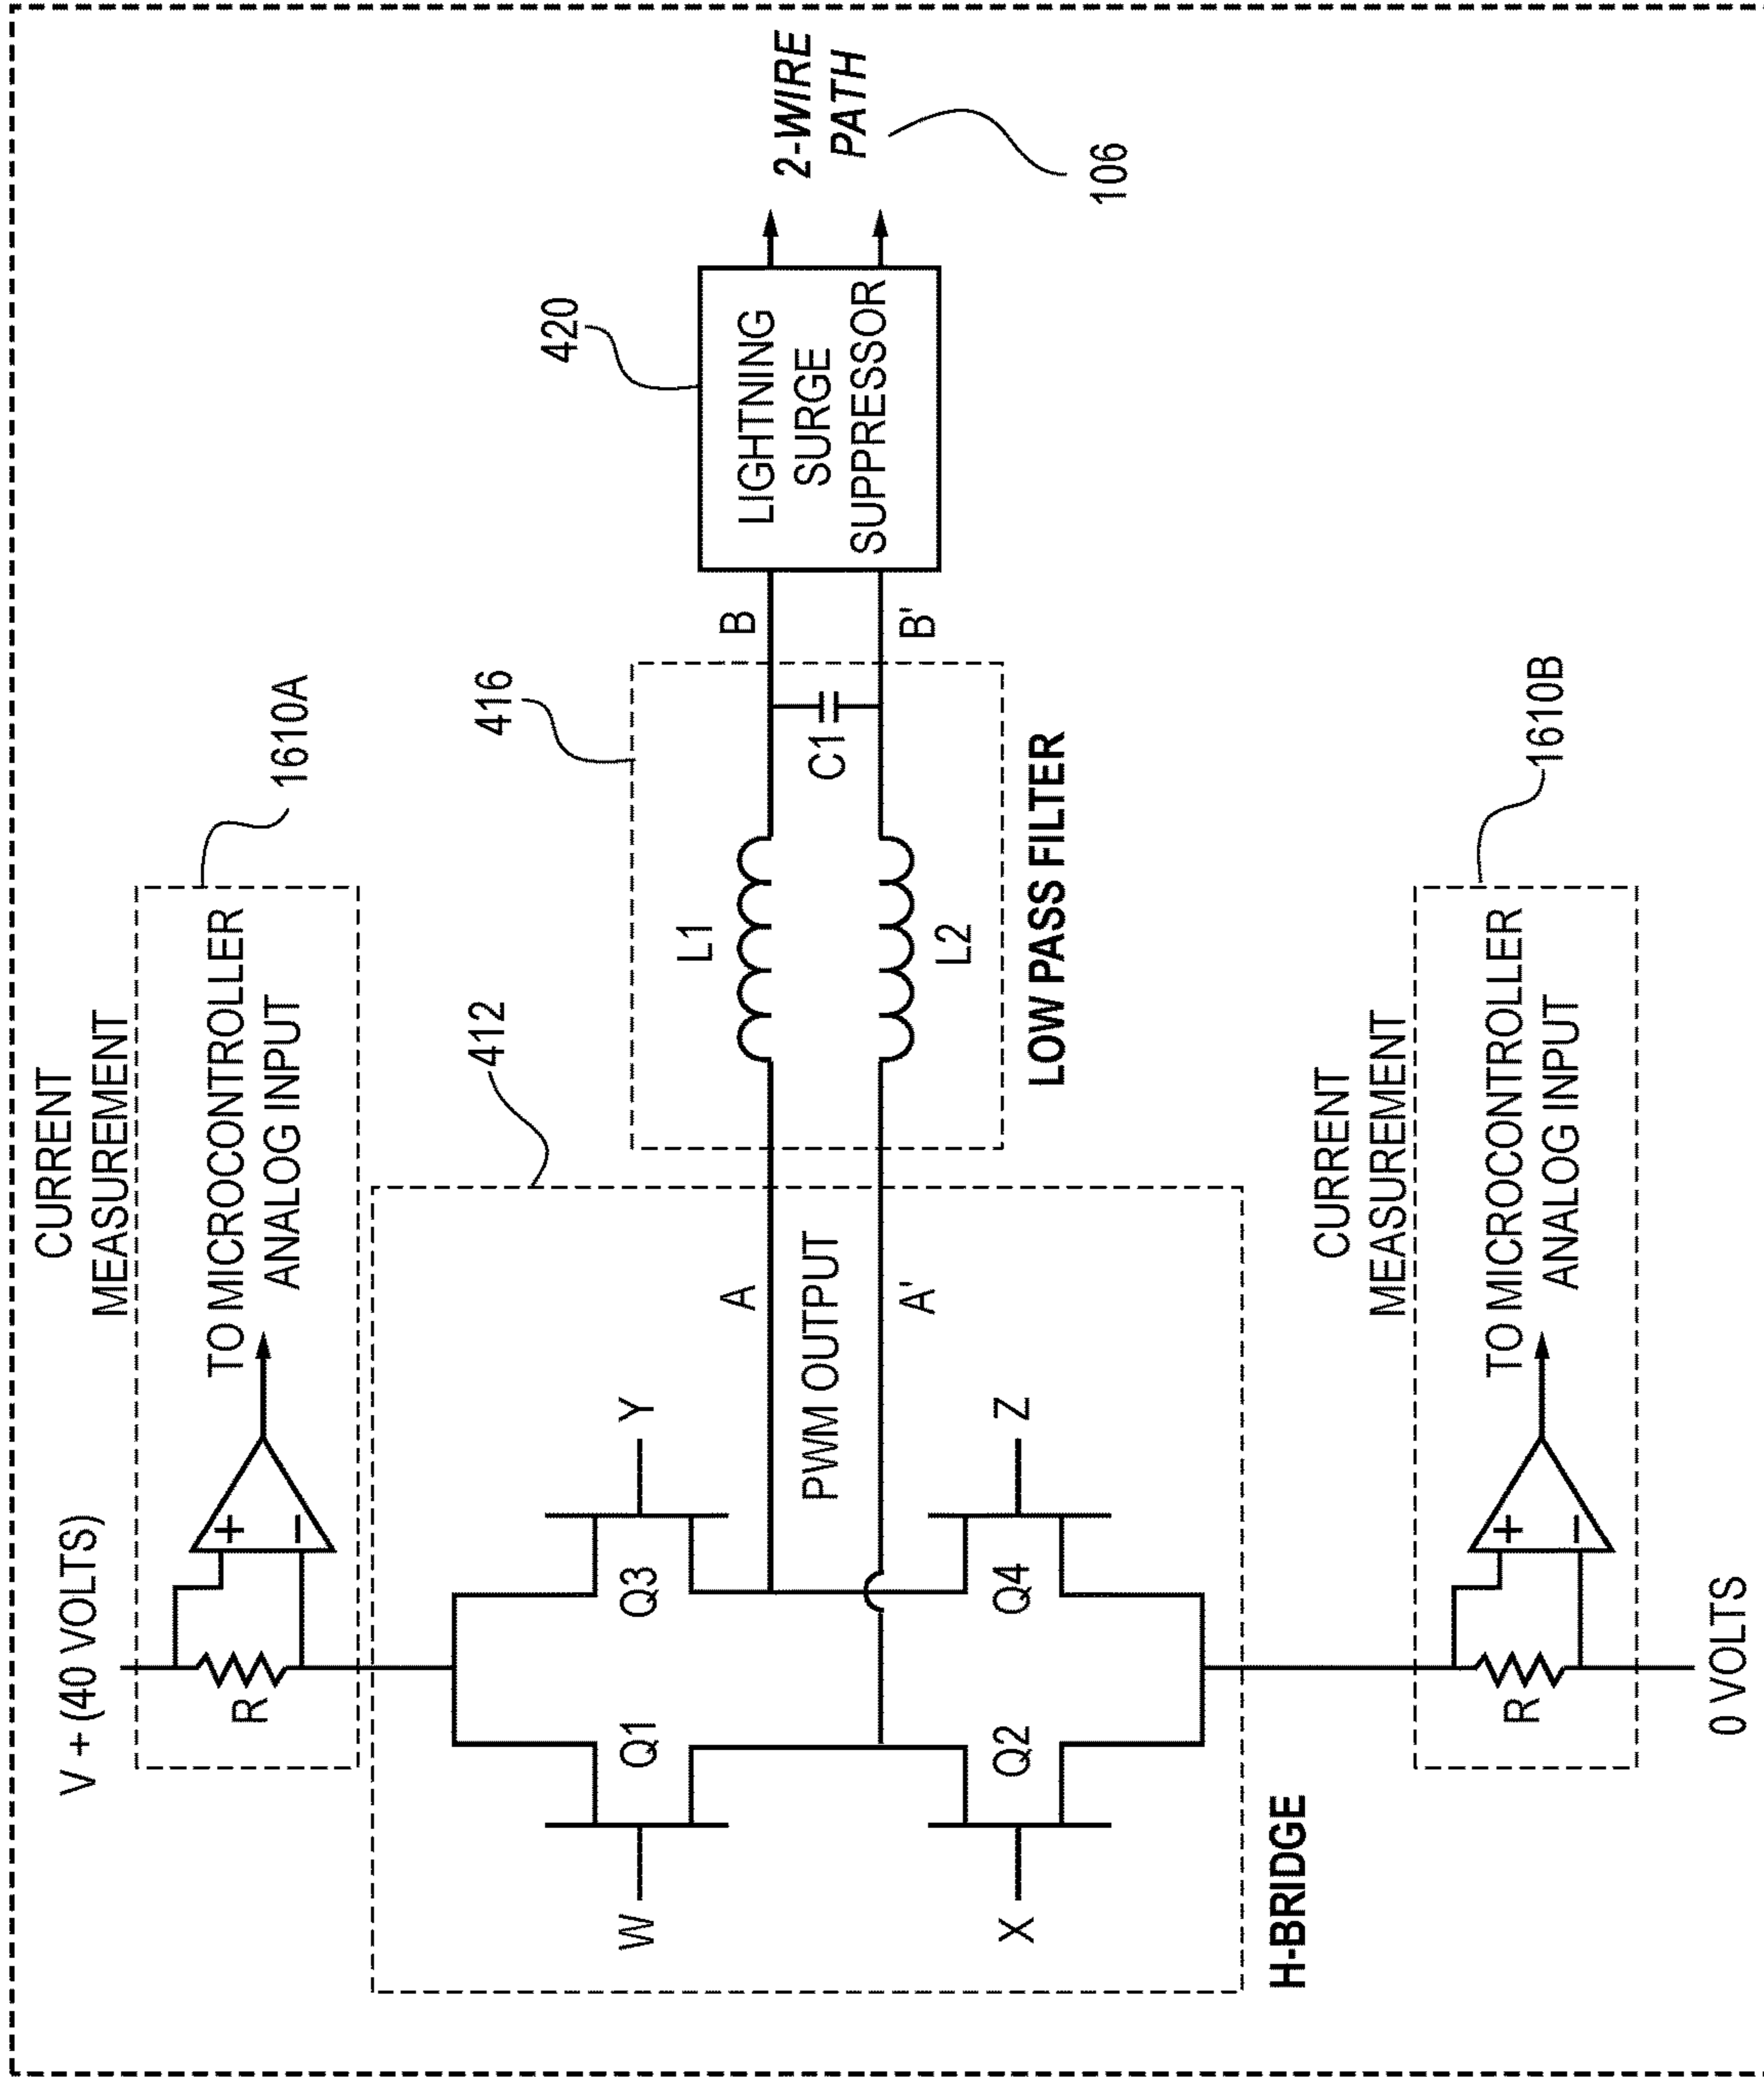 V + (40 VOLTS)
CURRENT
MEASUREMENT
1610A
R
+
−
TO MICROCONTROLLER
ANALOG INPUT
412
W
Q1
Q3
Y
X
Q2
Q4
Z
A
PWM OUTPUT
A'
H-BRIDGE
416
L1
L2
C1
LOW PASS FILTER
B
B'
420
LIGHTNING
SURGE
SUPPRESSOR
2-WIRE
PATH
106
CURRENT
MEASUREMENT
1610B
R
+
−
TO MICROCONTROLLER
ANALOG INPUT
0 VOLTS